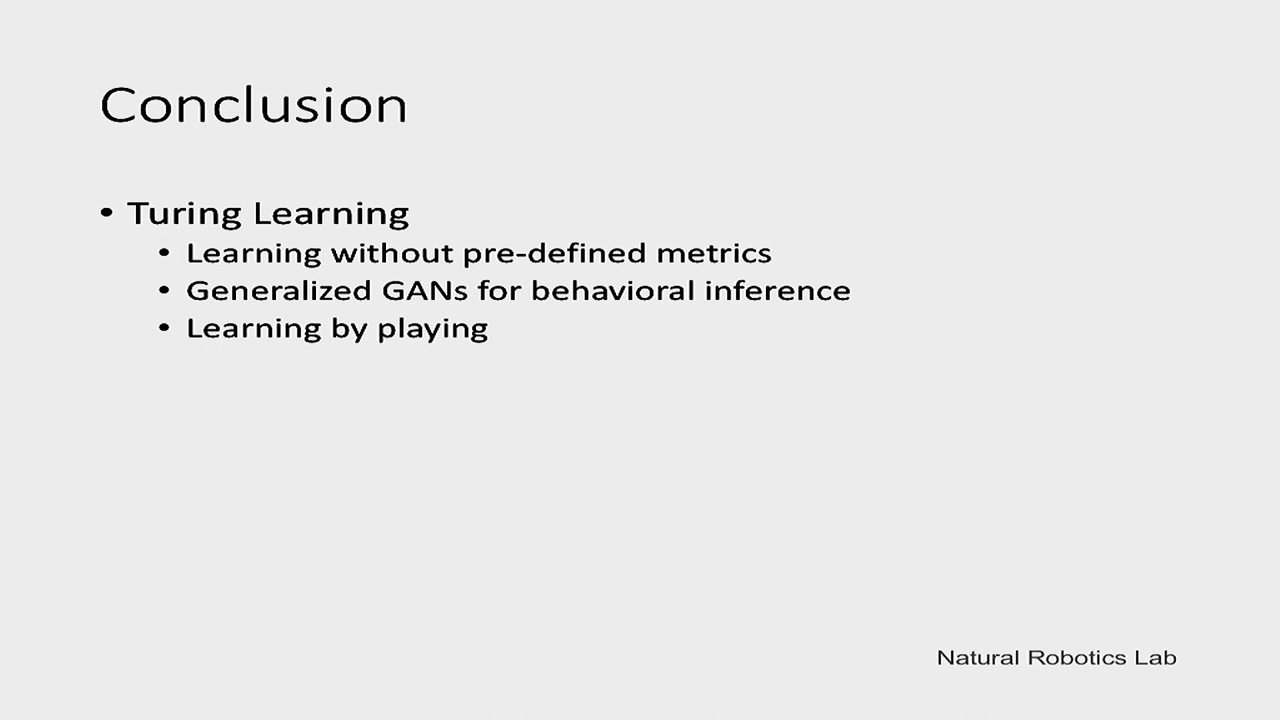 Conclusion
• Turing Learning
• Learning without pre-defined metrics
• Generalized GANs for behavioral inference
• Learning by playing
Natural Robotics Lab